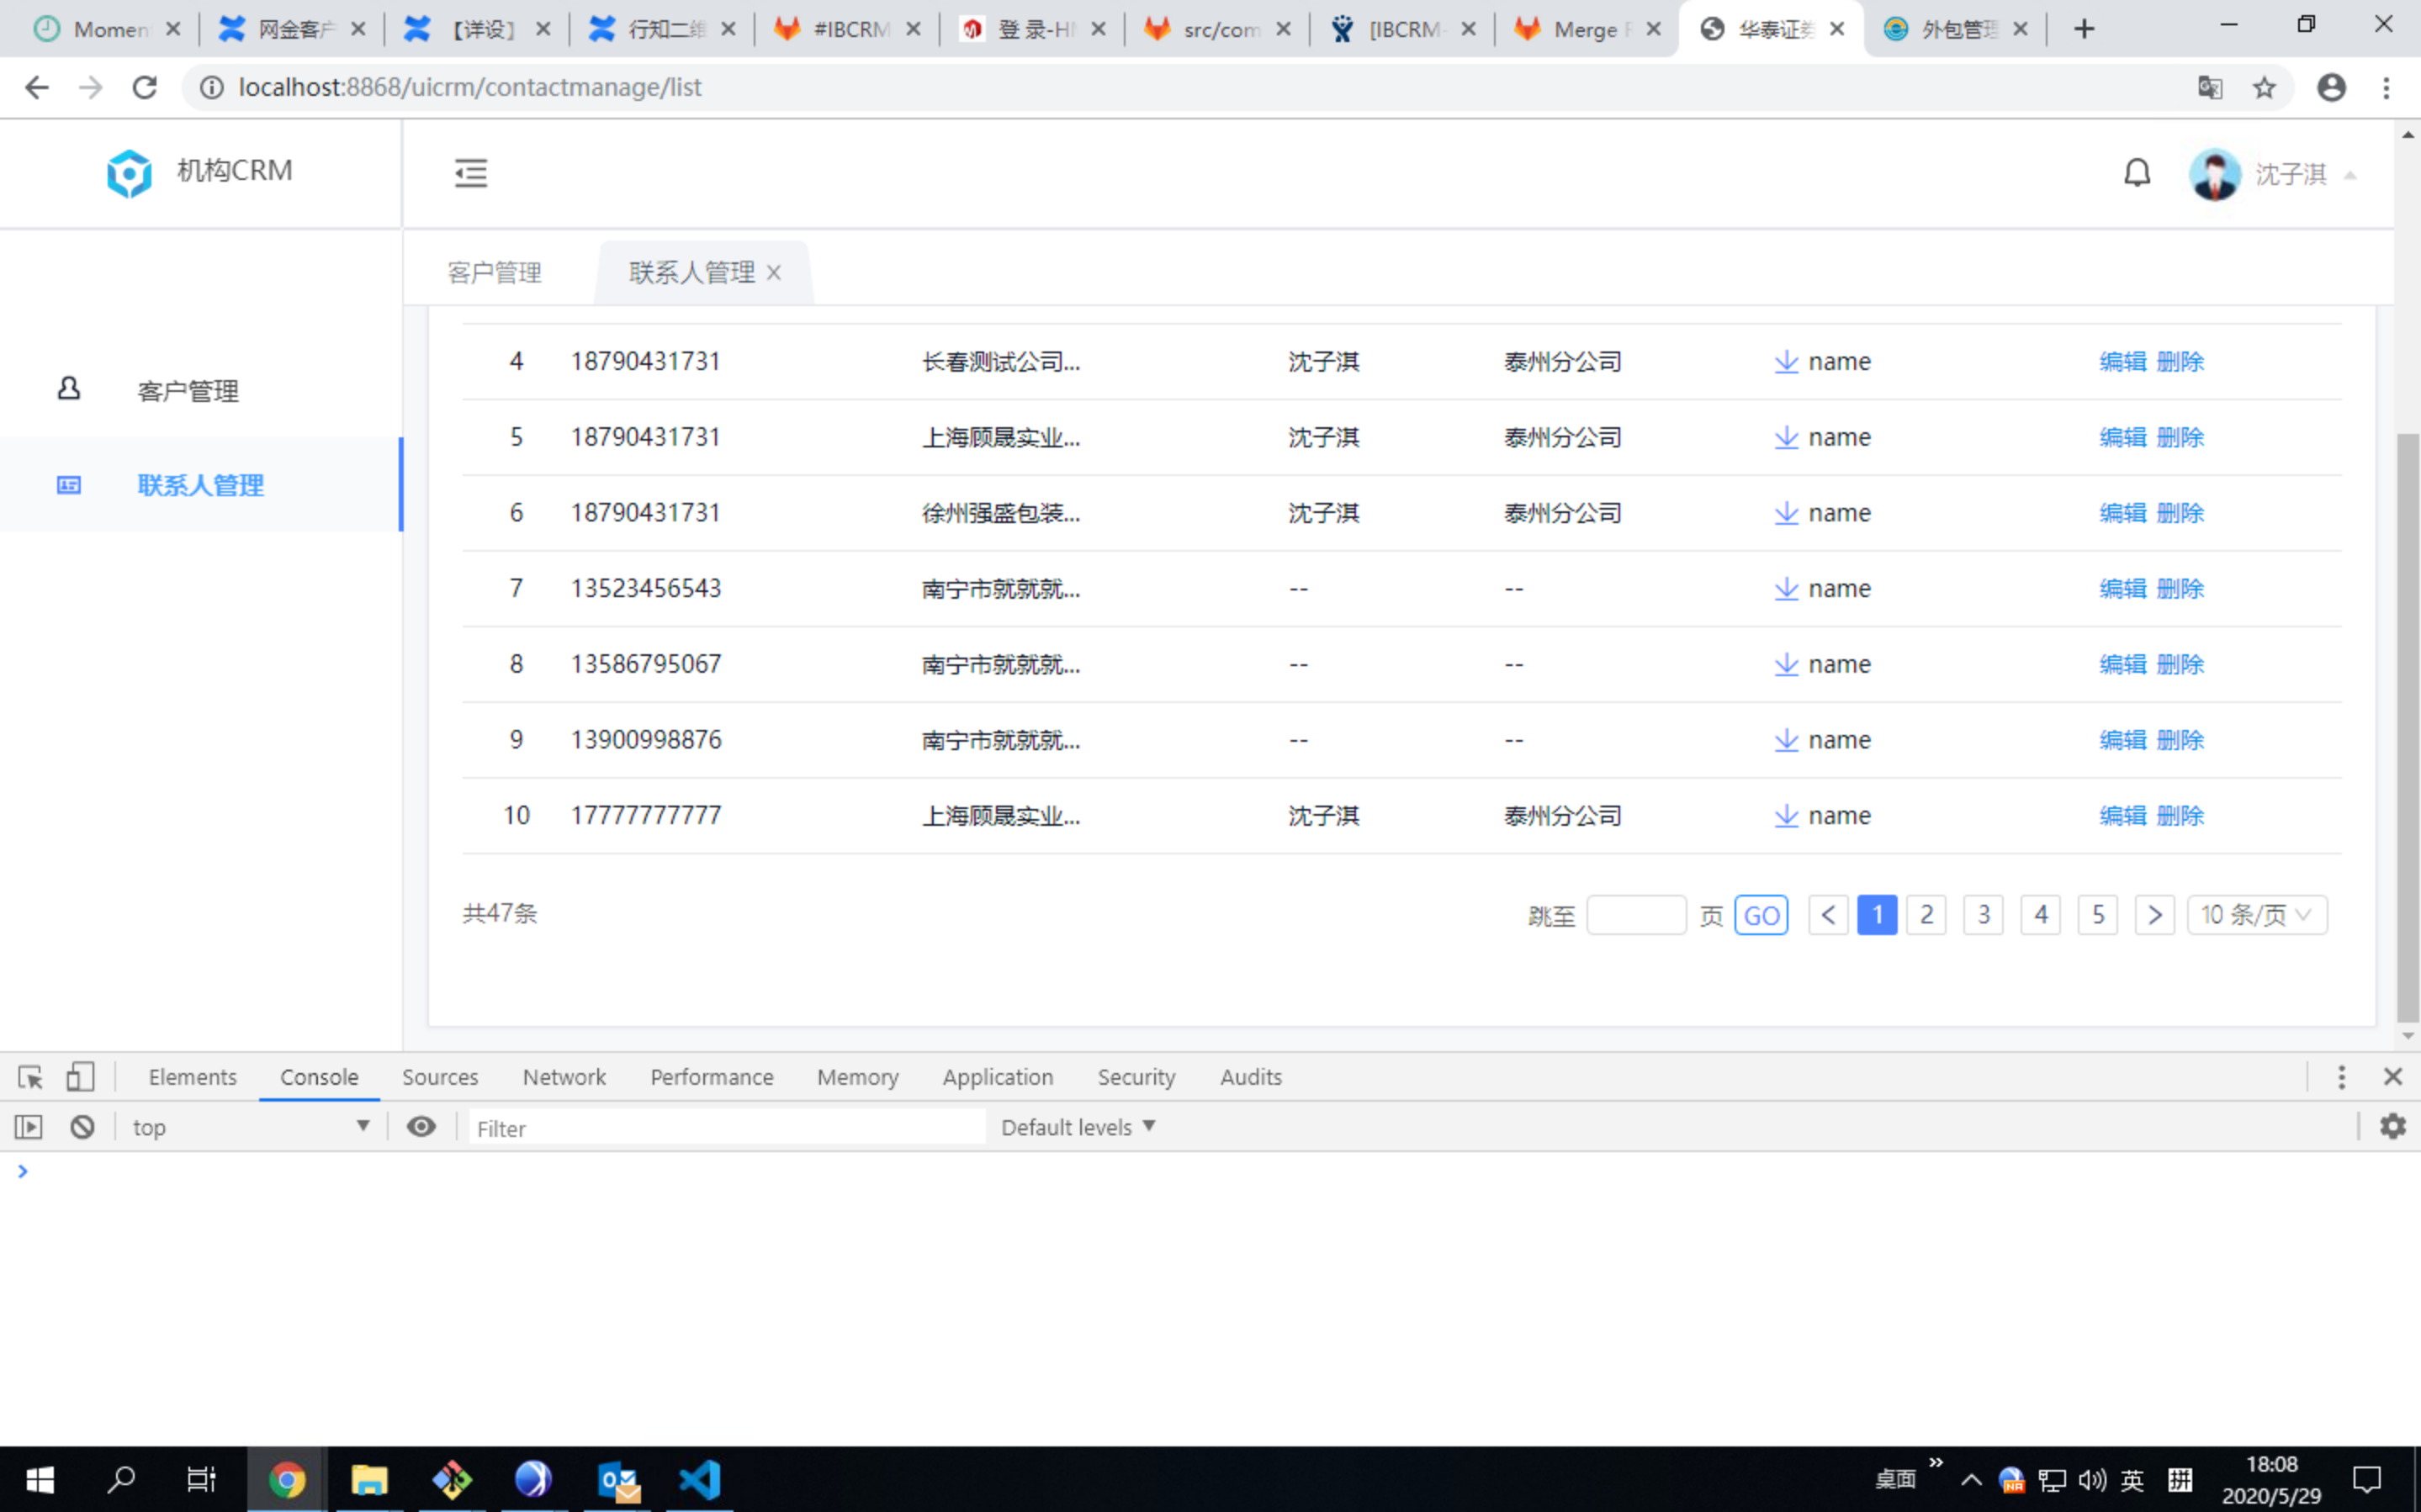 Momen 网金客户 【详设】 行知二维 #IBCRM 登 录-HI src/com [IBCRM- Merge 华泰证券 外包管理
localhost:8868/uicrm/contactmanage/list
机构CRM
沈子淇
客户管理 联系人管理
客户管理
联系人管理
4 18790431731 长春测试公司... 沈子淇 泰州分公司 name 编辑 删除
5 18790431731 上海顾晟实业... 沈子淇 泰州分公司 name 编辑 删除
6 18790431731 徐州强盛包装... 沈子淇 泰州分公司 name 编辑 删除
7 13523456543 南宁市就就就... -- -- name 编辑 删除
8 13586795067 南宁市就就就... -- -- name 编辑 删除
9 13900998876 南宁市就就就... -- -- name 编辑 删除
10 17777777777 上海顾晟实业... 沈子淇 泰州分公司 name 编辑 删除
共47条 跳至 页 GO < 1 2 3 4 5 > 10 条/页
Elements Console Sources Network Performance Memory Application Security Audits
top Filter Default levels
桌面 英 拼 18:08
2020/5/29